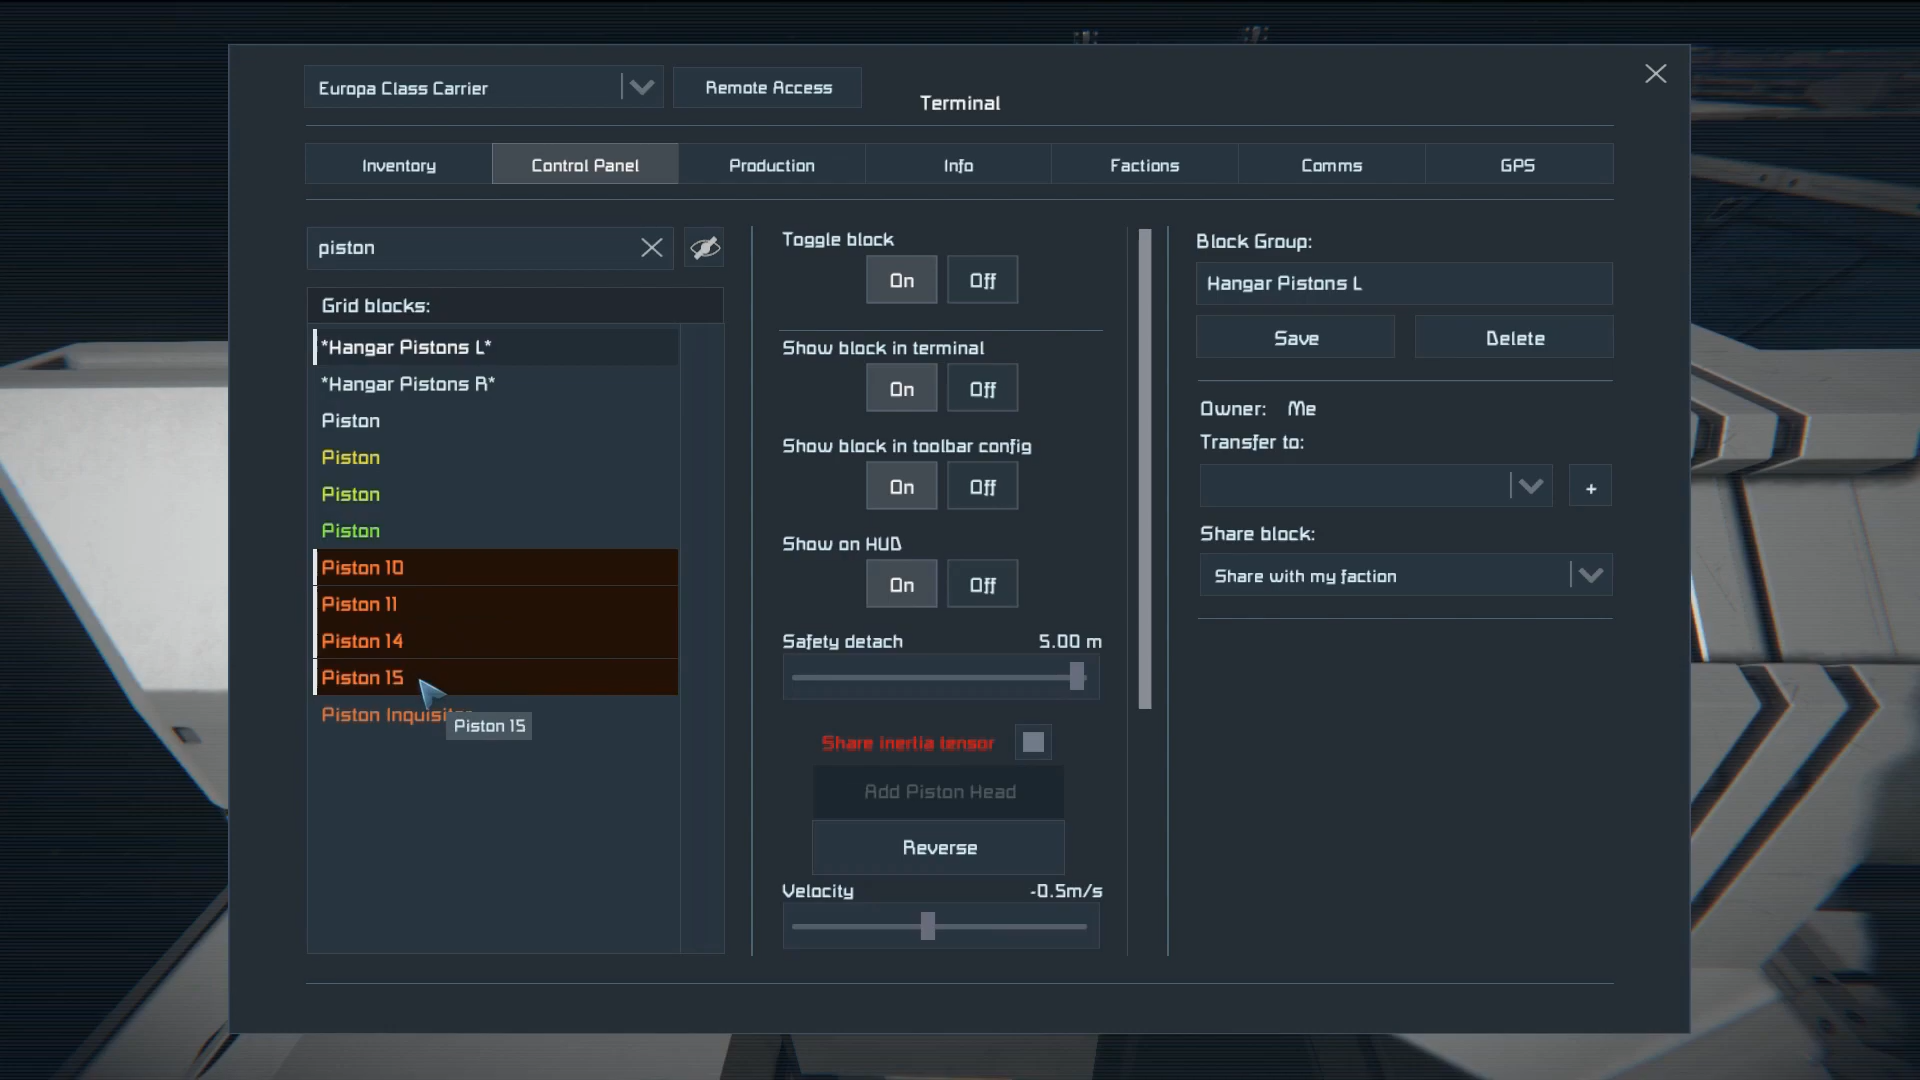 Europa Class Carrier
Remote Access
Terminal
Inventory
Control Panel
Production
Info
Factions
Comms
GPS
piston
Grid blocks:
*Hangar Pistons L*
*Hangar Pistons R*
Piston
Piston
Piston
Piston
Piston 10
Piston 11
Piston 14
Piston 15
Piston Inquisitor
Piston 15
Toggle block
On
Off
Show block in terminal
On
Off
Show block in toolbar config
On
Off
Show on HUD
On
Off
Safety detach 5.00 m
Share inertia tensor
Add Piston Head
Reverse
Velocity -0.5m/s
Block Group:
Hangar Pistons L
Save
Delete
Owner: Me
Transfer to:
+
Share block:
Share with my faction